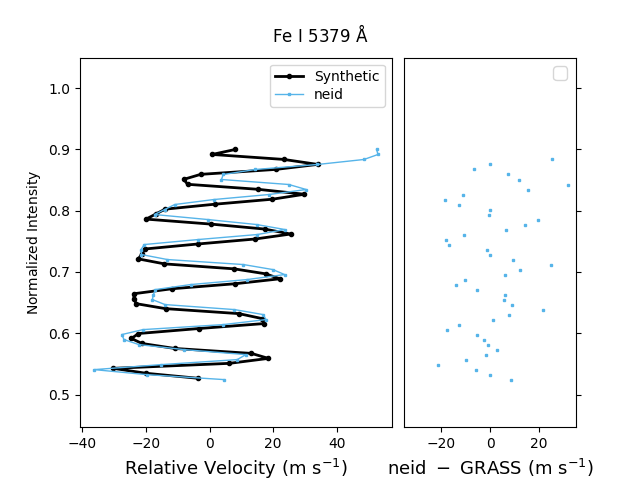 Fe I 5379 Å
Synthetic
neid
1.0
0.9
0.8
0.7
0.6
0.5
Normalized Intensity
−40 −20 0 20 40
−20 0 20
Relative Velocity (m s⁻¹)
neid − GRASS (m s⁻¹)